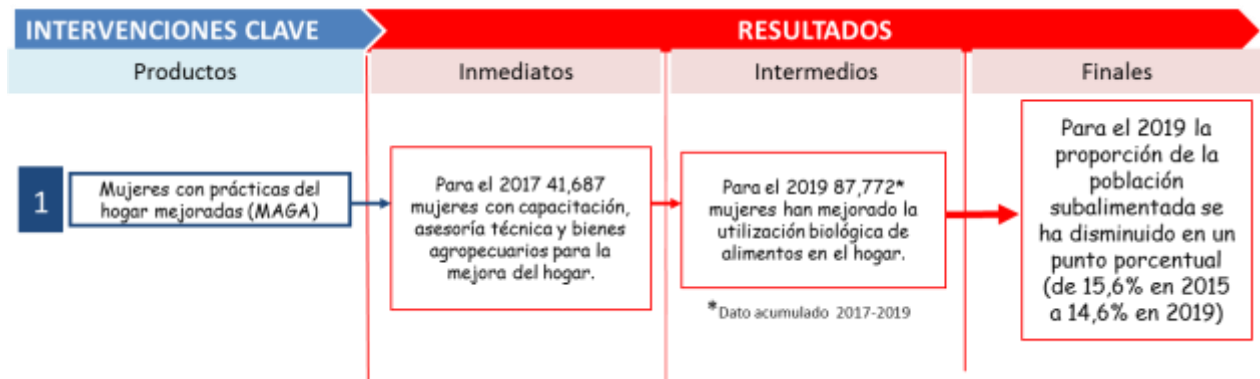 INTERVENCIONES CLAVE
RESULTADOS
Productos
Inmediatos
Intermedios
Finales
1
Mujeres con prácticas del
hogar mejoradas (MAGA)
Para el 2017 41,687
mujeres con capacitación,
asesoría técnica y bienes
agropecuarios para la
mejora del hogar.
Para el 2019 87,772*
mujeres han mejorado la
utilización biológica de
alimentos en el hogar.
*Dato acumulado 2017-2019
Para el 2019 la
proporción de la
población
subalimentada se
ha disminuido en un
punto porcentual
(de 15,6% en 2015
a 14,6% en 2019)